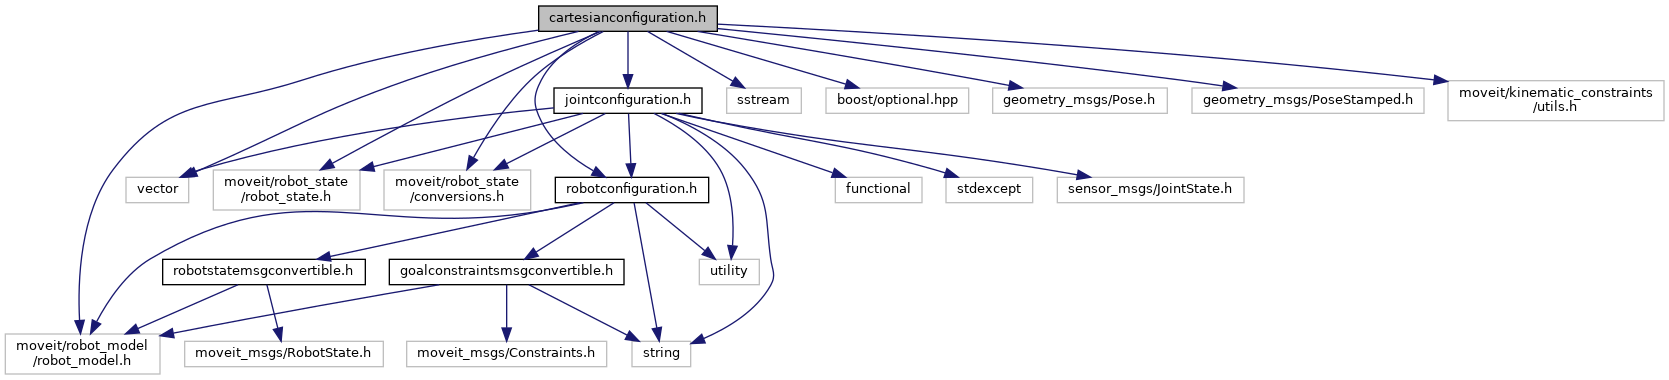 cartesianconfiguration.h
jointconfiguration.h
sstream
boost/optional.hpp
geometry_msgs/Pose.h
geometry_msgs/PoseStamped.h
moveit/kinematic_constraints
/utils.h
vector
moveit/robot_state
/robot_state.h
moveit/robot_state
/conversions.h
robotconfiguration.h
functional
stdexcept
sensor_msgs/JointState.h
robotstatemsgconvertible.h
goalconstraintsmsgconvertible.h
utility
moveit/robot_model
/robot_model.h
moveit_msgs/RobotState.h
moveit_msgs/Constraints.h
string